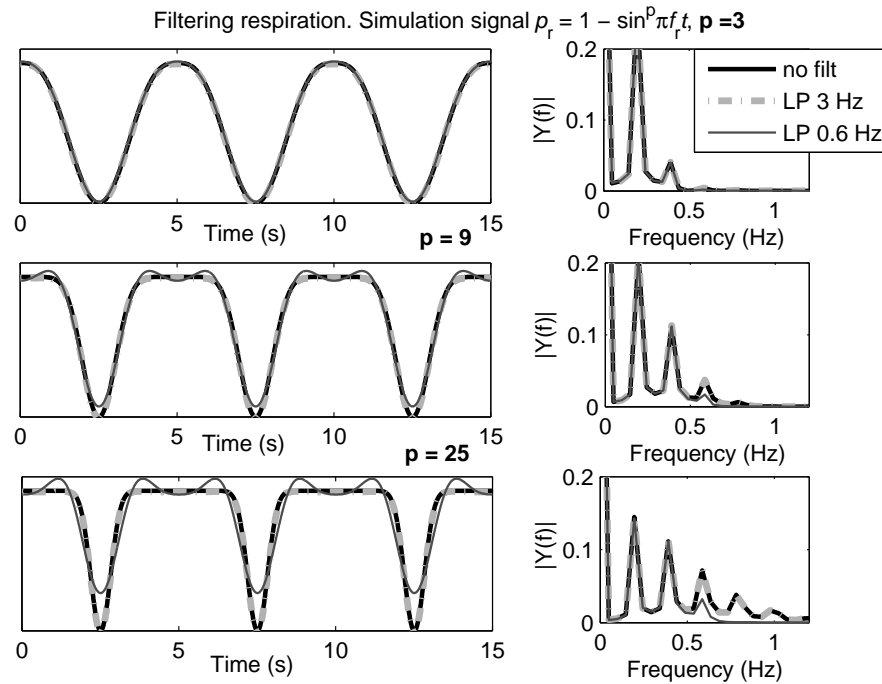 Filtering respiration. Simulation signal p_r = 1 − sin^p πf_r t, p =3
0 5 10 15
Time (s)
0.2
0.1
0
|Y(f)|
0 0.5 1
Frequency (Hz)
no filt
LP 3 Hz
LP 0.6 Hz
p = 9
0 5 10 15
Time (s)
0.2
0.1
0
|Y(f)|
0 0.5 1
Frequency (Hz)
p = 25
0 5 10 15
Time (s)
0.2
0.1
0
|Y(f)|
0 0.5 1
Frequency (Hz)